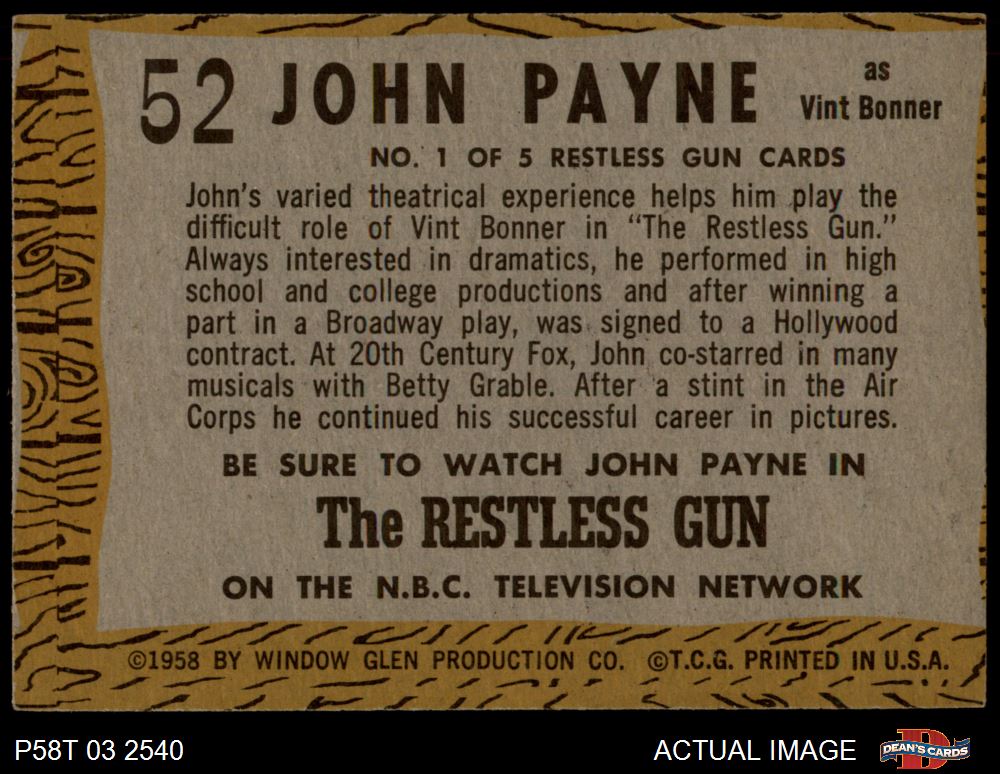 52 JOHN PAYNE as
Vint Bonner
NO. 1 OF 5 RESTLESS GUN CARDS
John's varied theatrical experience helps him play the
difficult role of Vint Bonner in "The Restless Gun."
Always interested in dramatics, he performed in high
school and college productions and after winning a
part in a Broadway play, was signed to a Hollywood
contract. At 20th Century Fox, John co-starred in many
musicals with Betty Grable. After a stint in the Air
Corps he continued his successful career in pictures.
BE SURE TO WATCH JOHN PAYNE IN
The RESTLESS GUN
ON THE N.B.C. TELEVISION NETWORK
©1958 BY WINDOW GLEN PRODUCTION CO. ©T.C.G. PRINTED IN U.S.A.
P58T 03 2540 ACTUAL IMAGE DEAN'S CARDS